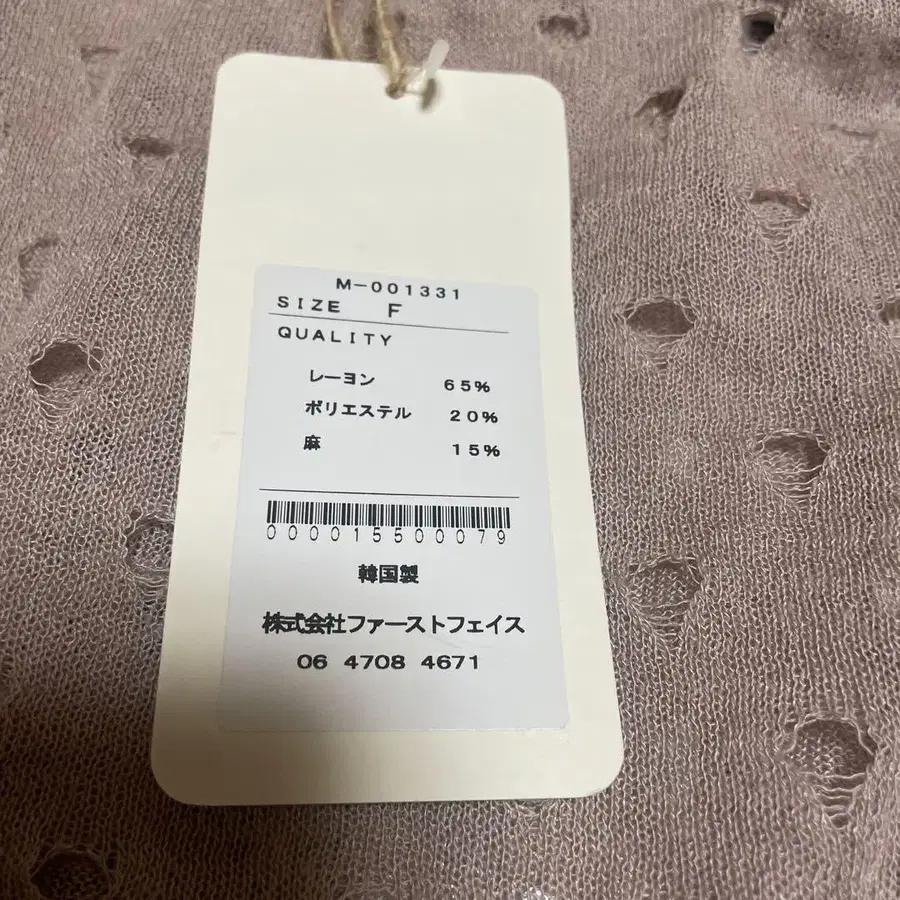 M-001331
SIZE F
QUALITY
レーヨン 65%
ポリエステル 20%
麻 15%
000015500079
韓国製
株式会社ファーストフェイス
06 4708 4671